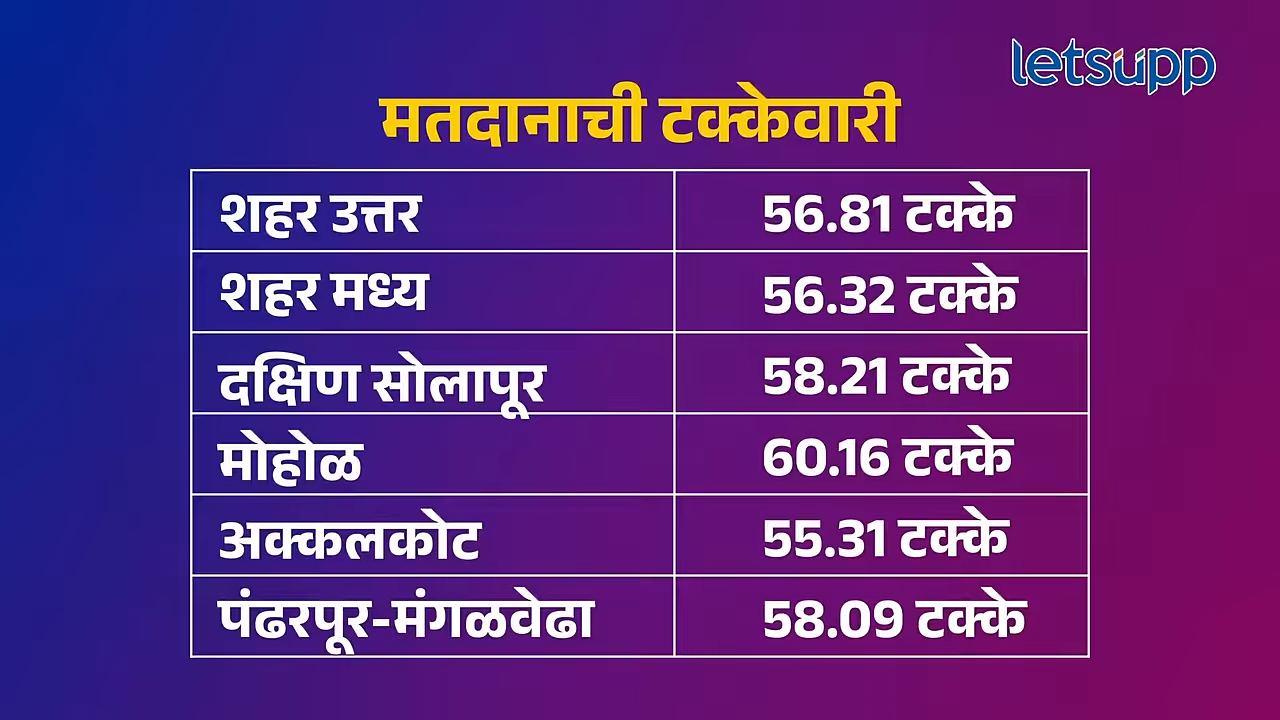 letsupp
मतदानाची टक्केवारी
शहर उत्तर 56.81 टक्के
शहर मध्य 56.32 टक्के
दक्षिण सोलापूर 58.21 टक्के
मोहोळ 60.16 टक्के
अक्कलकोट 55.31 टक्के
पंढरपूर-मंगळवेढा 58.09 टक्के